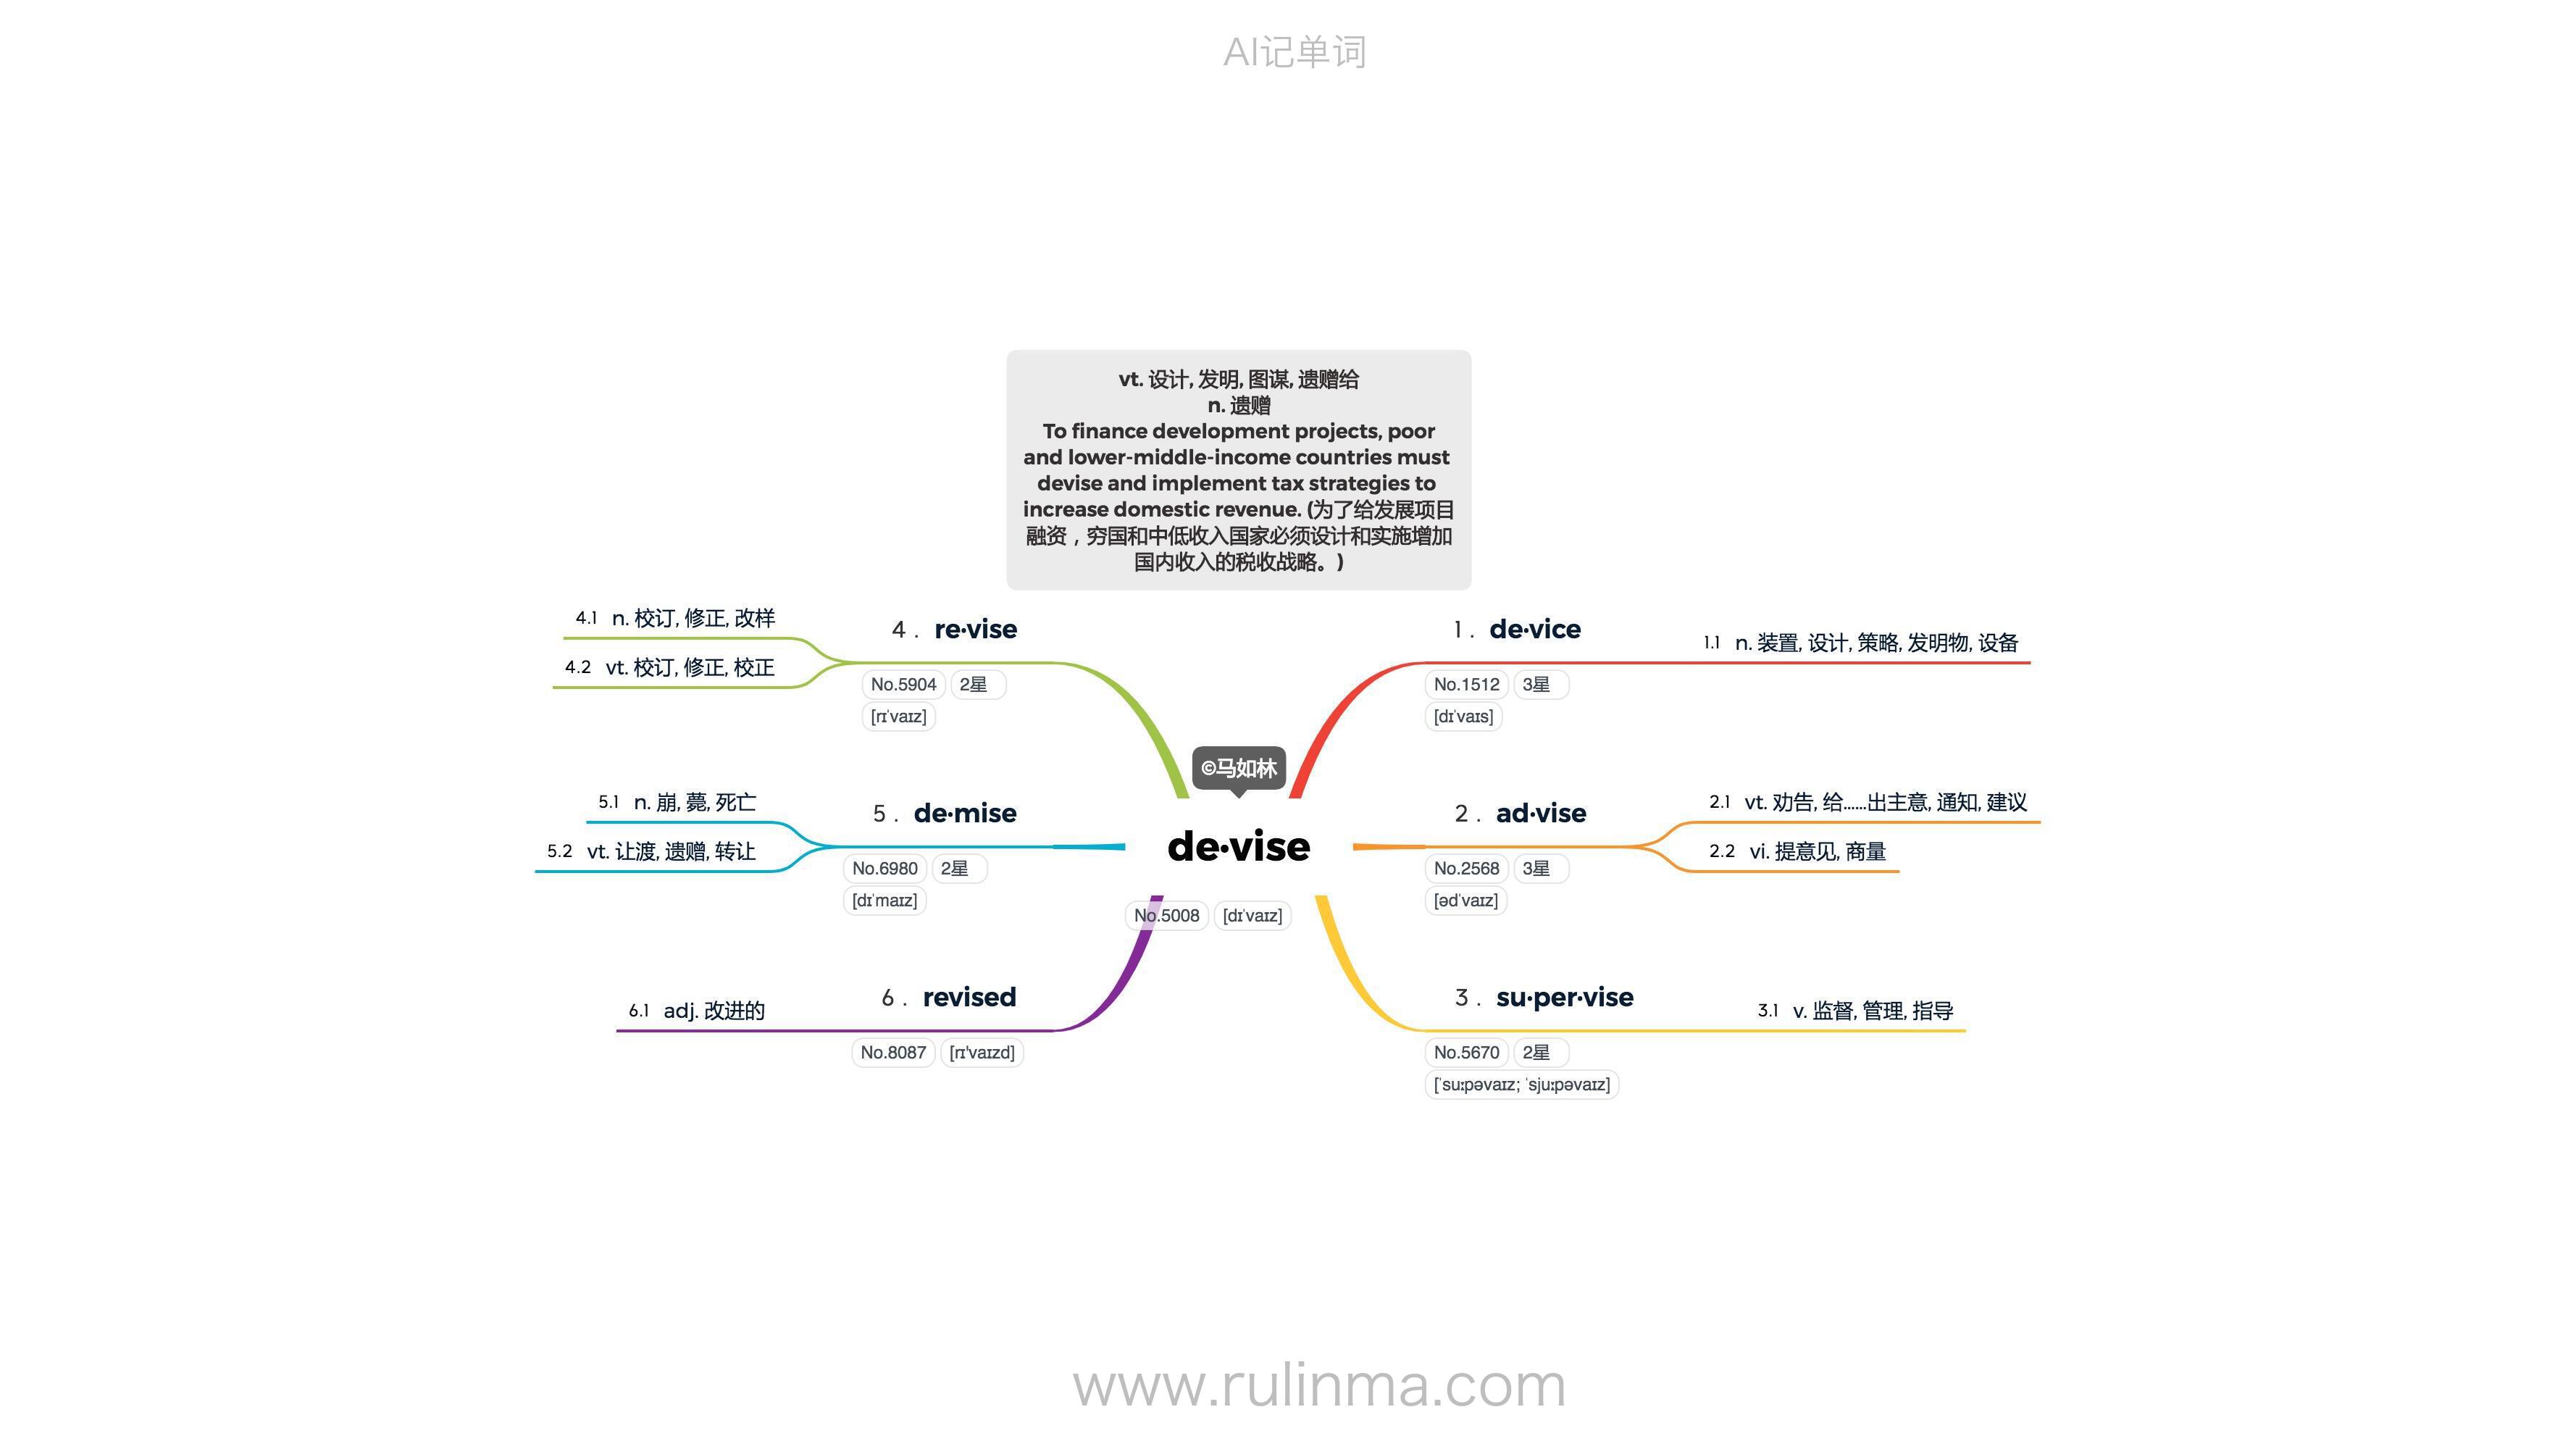 AI记单词
vt. 设计, 发明, 图谋, 遗赠给
n. 遗赠
To finance development projects, poor
and lower-middle-income countries must
devise and implement tax strategies to
increase domestic revenue. (为了给发展项目
融资，穷国和中低收入国家必须设计和实施增加
国内收入的税收战略。)
©马如林
de·vise
No.5008 [dɪˈvaɪz]
1 . de·vice
No.1512 3星
[dɪˈvaɪs]
1.1 n. 装置, 设计, 策略, 发明物, 设备
2 . ad·vise
No.2568 3星
[ədˈvaɪz]
2.1 vt. 劝告, 给......出主意, 通知, 建议
2.2 vi. 提意见, 商量
3 . su·per·vise
No.5670 2星
[ˈsuːpəvaɪz; ˈsjuːpəvaɪz]
3.1 v. 监督, 管理, 指导
4 . re·vise
No.5904 2星
[rɪˈvaɪz]
4.1 n. 校订, 修正, 改样
4.2 vt. 校订, 修正, 校正
5 . de·mise
No.6980 2星
[dɪˈmaɪz]
5.1 n. 崩, 薨, 死亡
5.2 vt. 让渡, 遗赠, 转让
6 . revised
No.8087 [rɪ'vaɪzd]
6.1 adj. 改进的
www.rulinma.com